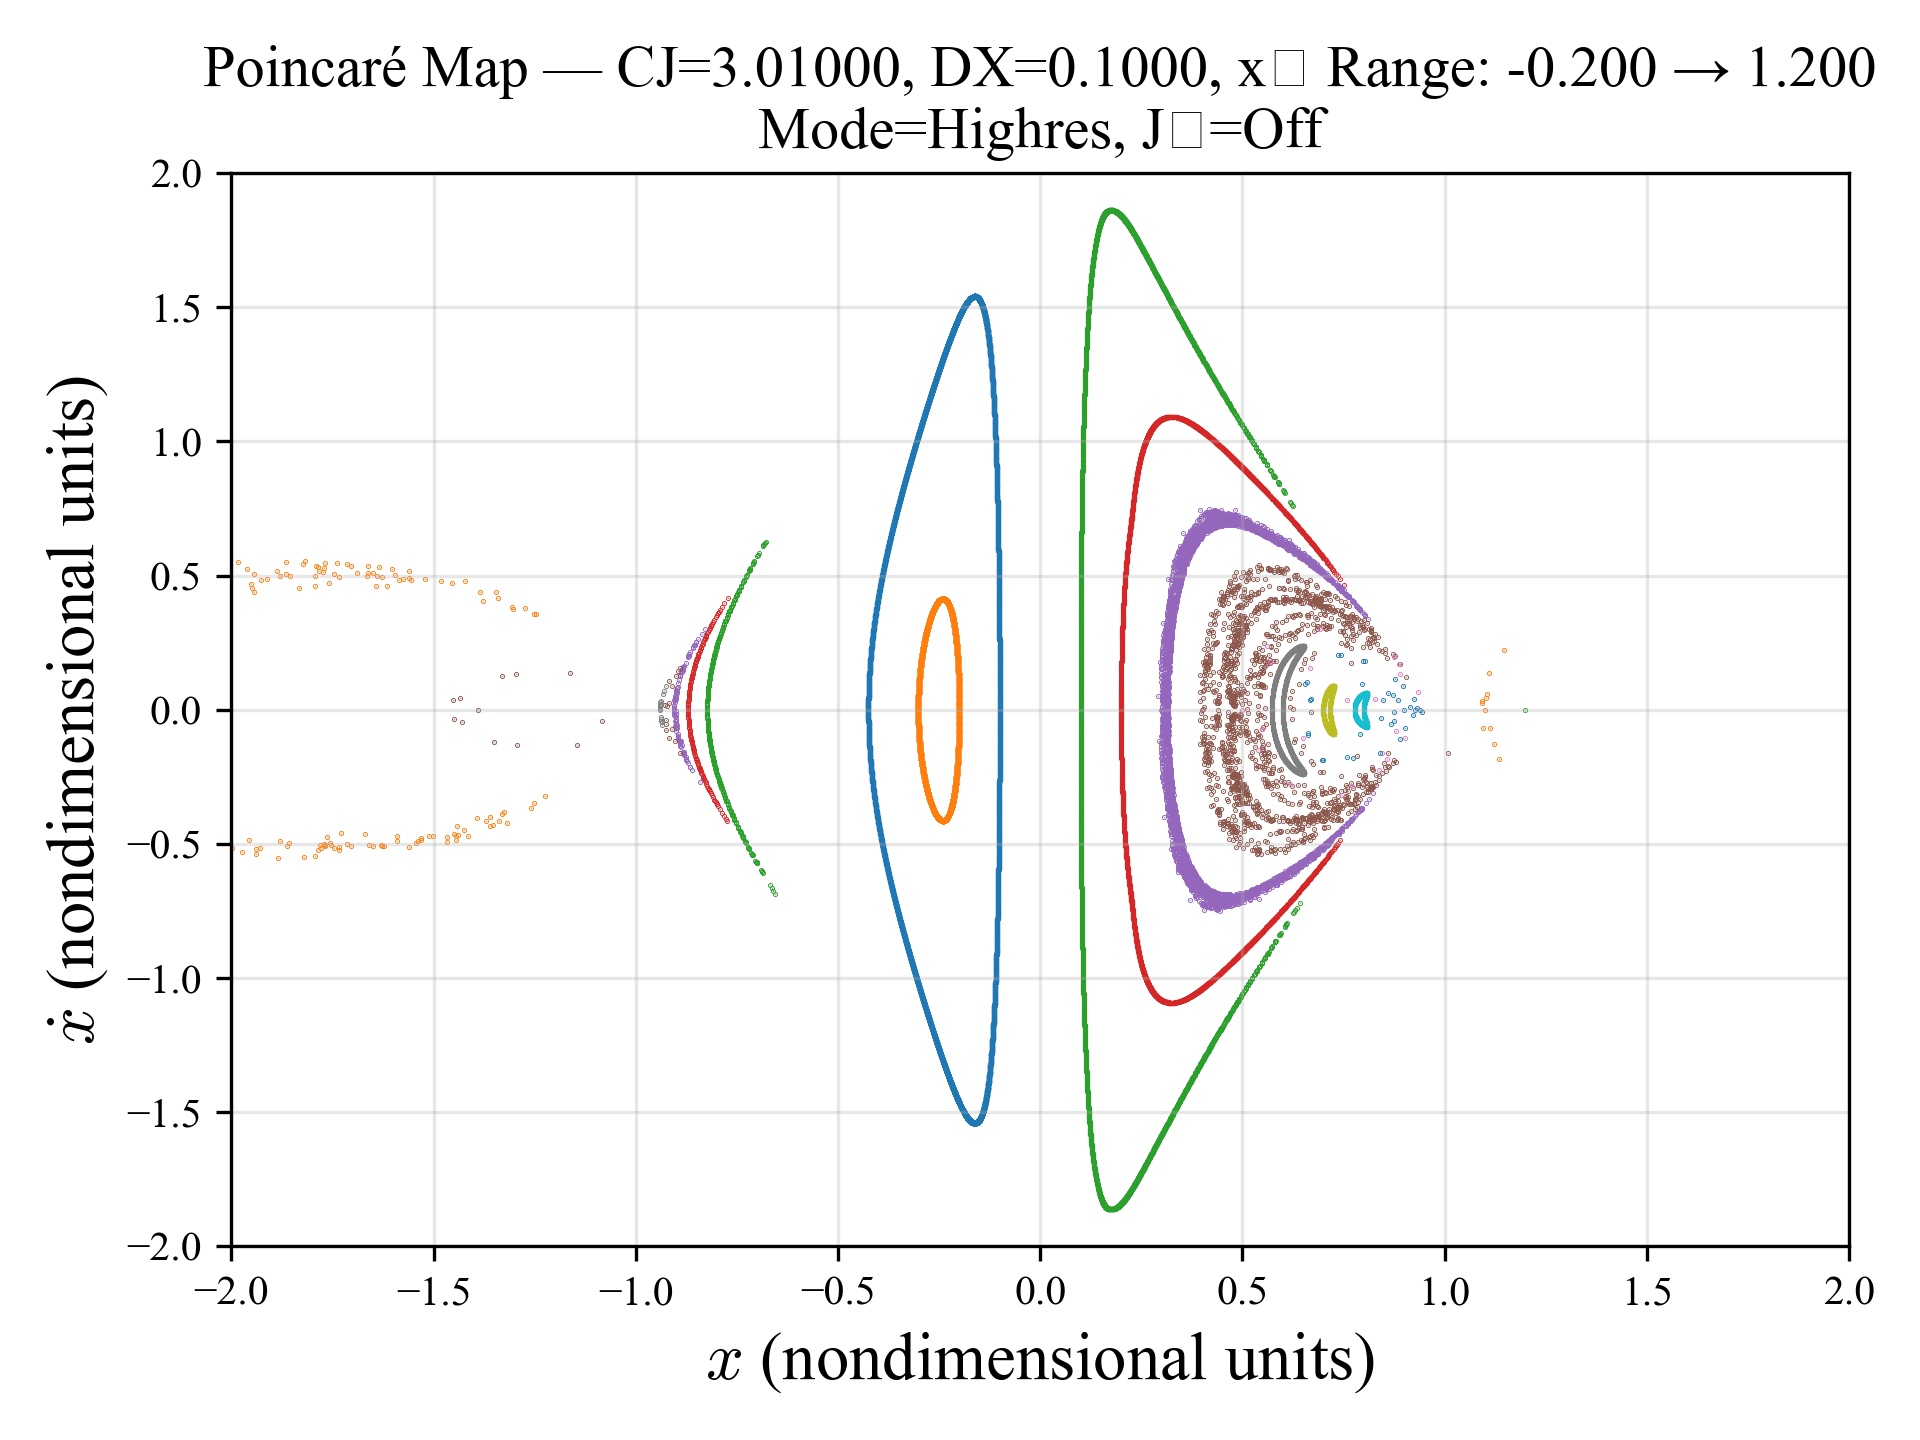 Poincaré Map — CJ=3.01000, DX=0.1000, x□ Range: -0.200 → 1.200
Mode=Highres, J□=Off
2.0
1.5
1.0
0.5
0.0
−0.5
−1.0
−1.5
−2.0
ẋ (nondimensional units)
−2.0 −1.5 −1.0 −0.5 0.0 0.5 1.0 1.5 2.0
x (nondimensional units)